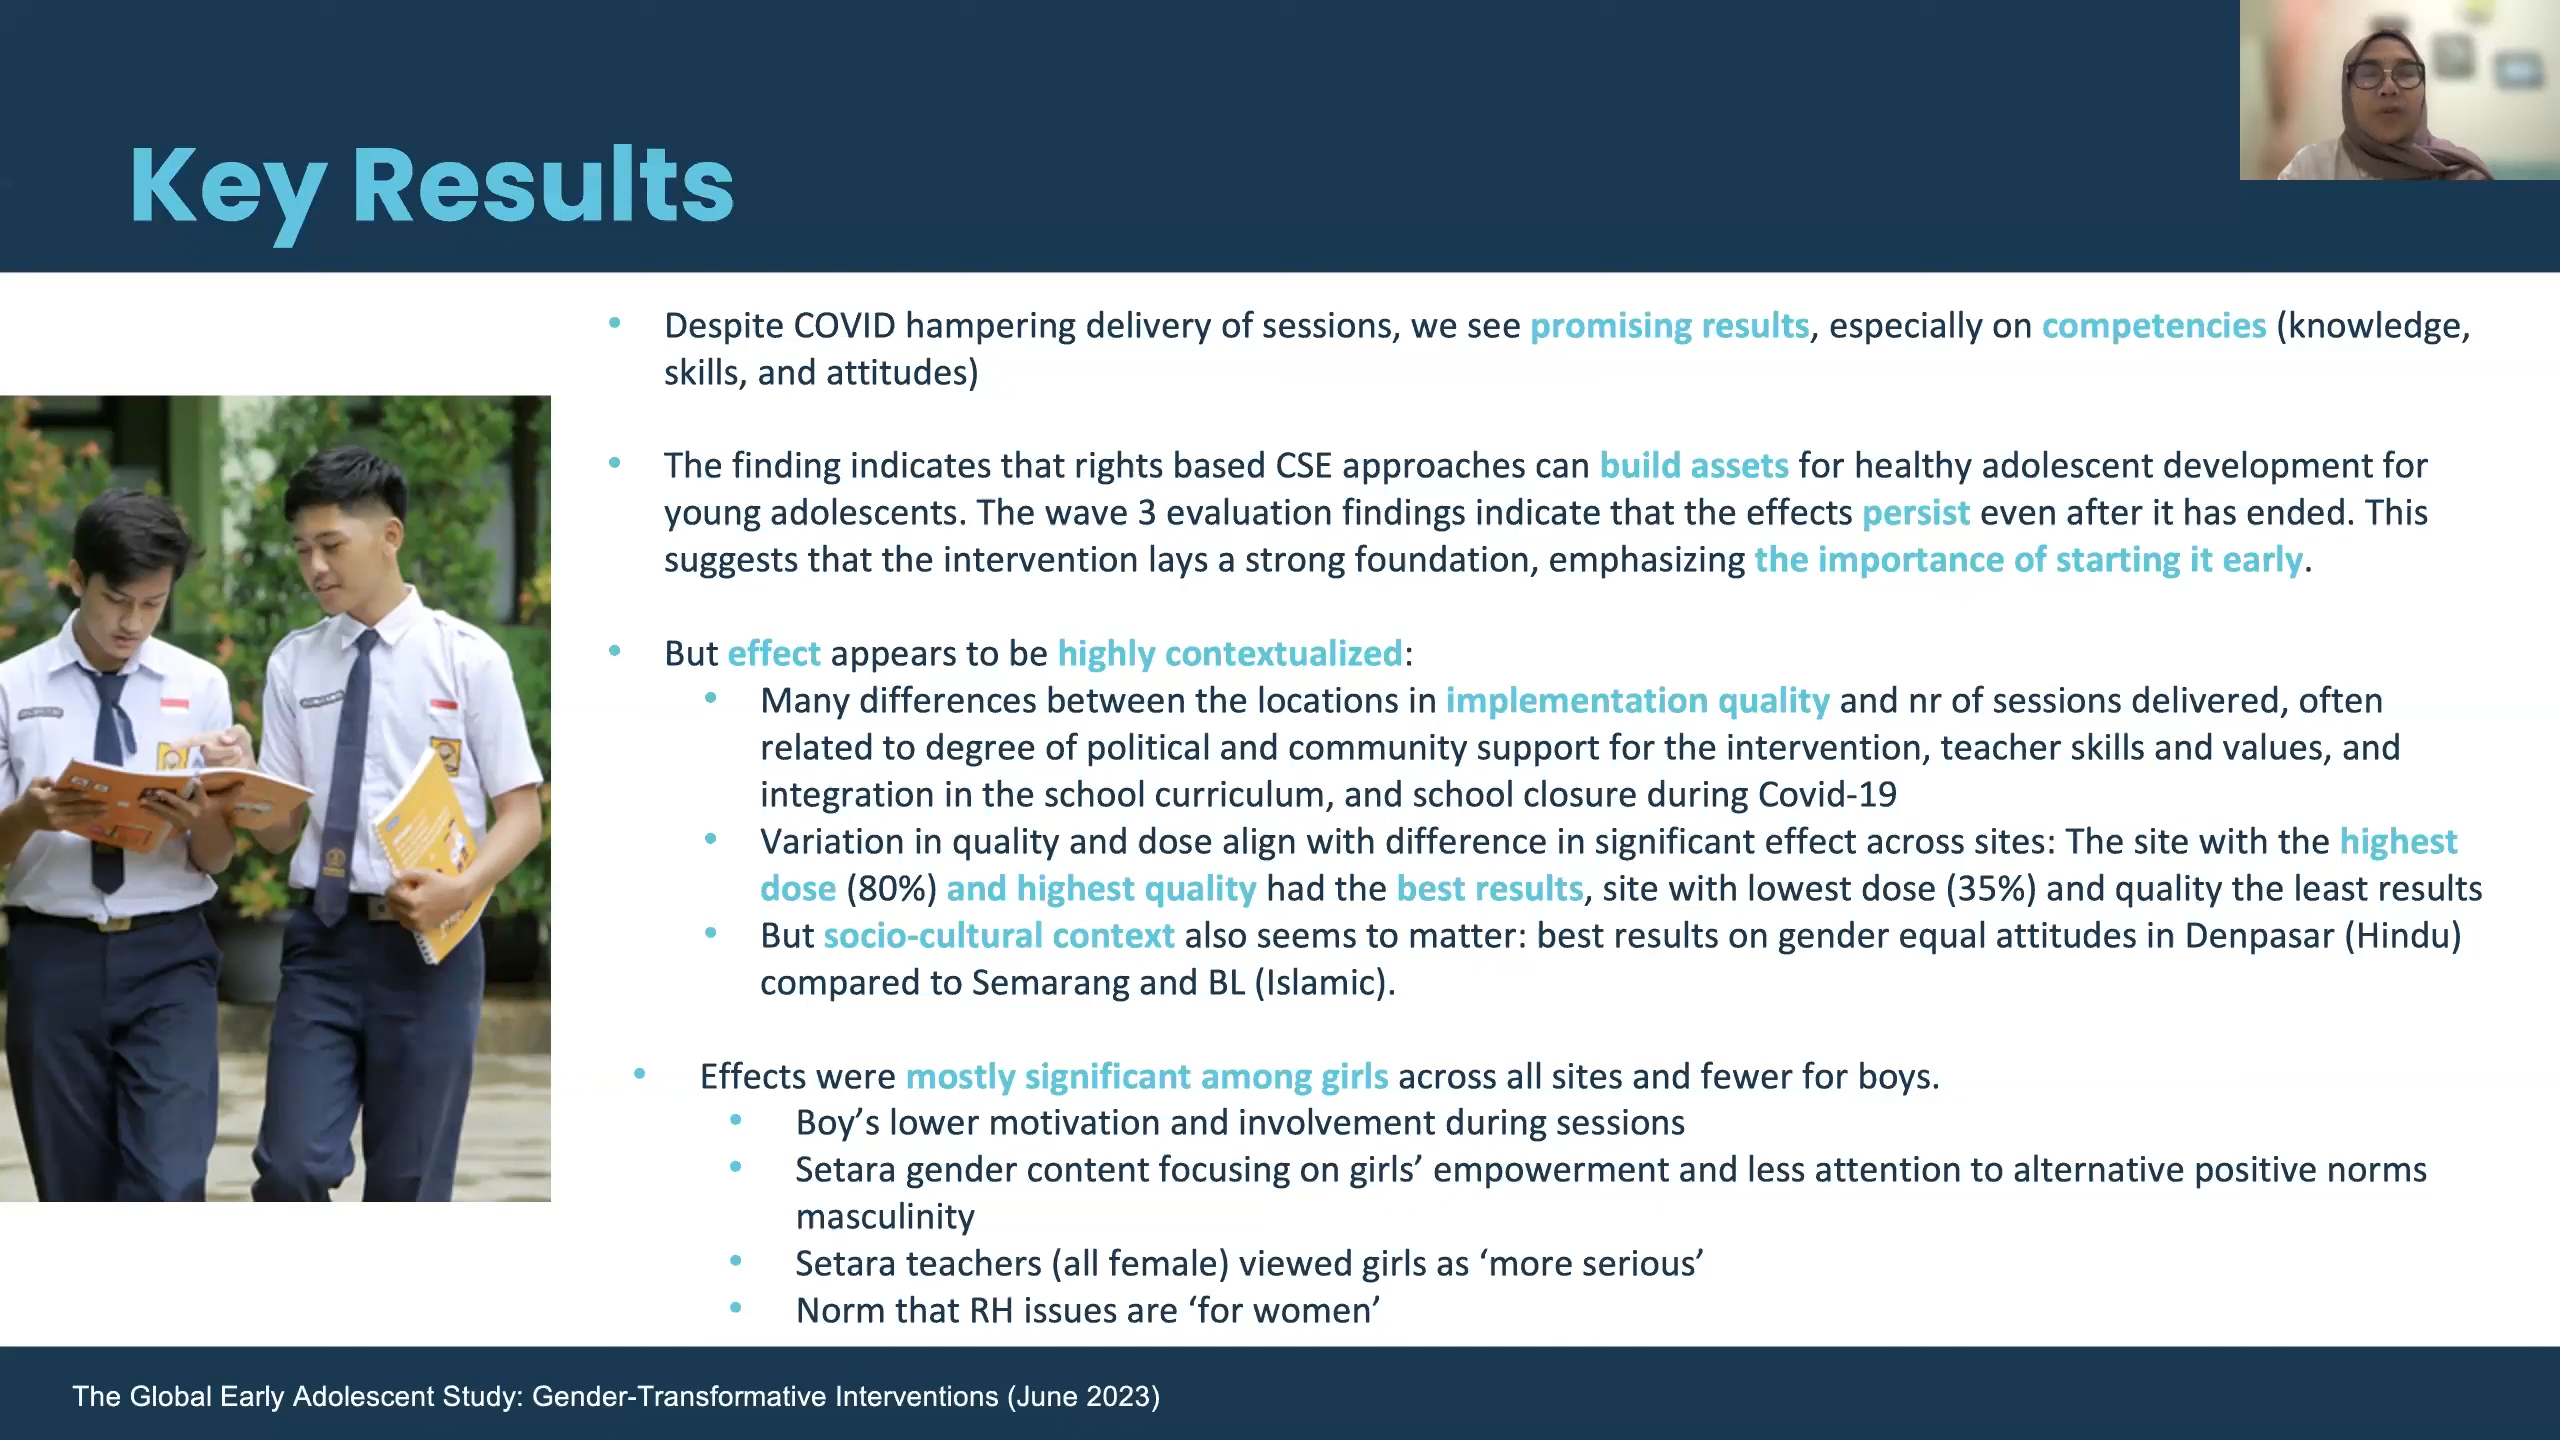 Key Results
• Despite COVID hampering delivery of sessions, we see promising results, especially on competencies (knowledge,
skills, and attitudes)
• The finding indicates that rights based CSE approaches can build assets for healthy adolescent development for
young adolescents. The wave 3 evaluation findings indicate that the effects persist even after it has ended. This
suggests that the intervention lays a strong foundation, emphasizing the importance of starting it early.
• But effect appears to be highly contextualized:
• Many differences between the locations in implementation quality and nr of sessions delivered, often
related to degree of political and community support for the intervention, teacher skills and values, and
integration in the school curriculum, and school closure during Covid-19
• Variation in quality and dose align with difference in significant effect across sites: The site with the highest
dose (80%) and highest quality had the best results, site with lowest dose (35%) and quality the least results
• But socio-cultural context also seems to matter: best results on gender equal attitudes in Denpasar (Hindu)
compared to Semarang and BL (Islamic).
• Effects were mostly significant among girls across all sites and fewer for boys.
• Boy’s lower motivation and involvement during sessions
• Setara gender content focusing on girls’ empowerment and less attention to alternative positive norms
masculinity
• Setara teachers (all female) viewed girls as ‘more serious’
• Norm that RH issues are ‘for women’
The Global Early Adolescent Study: Gender-Transformative Interventions (June 2023)